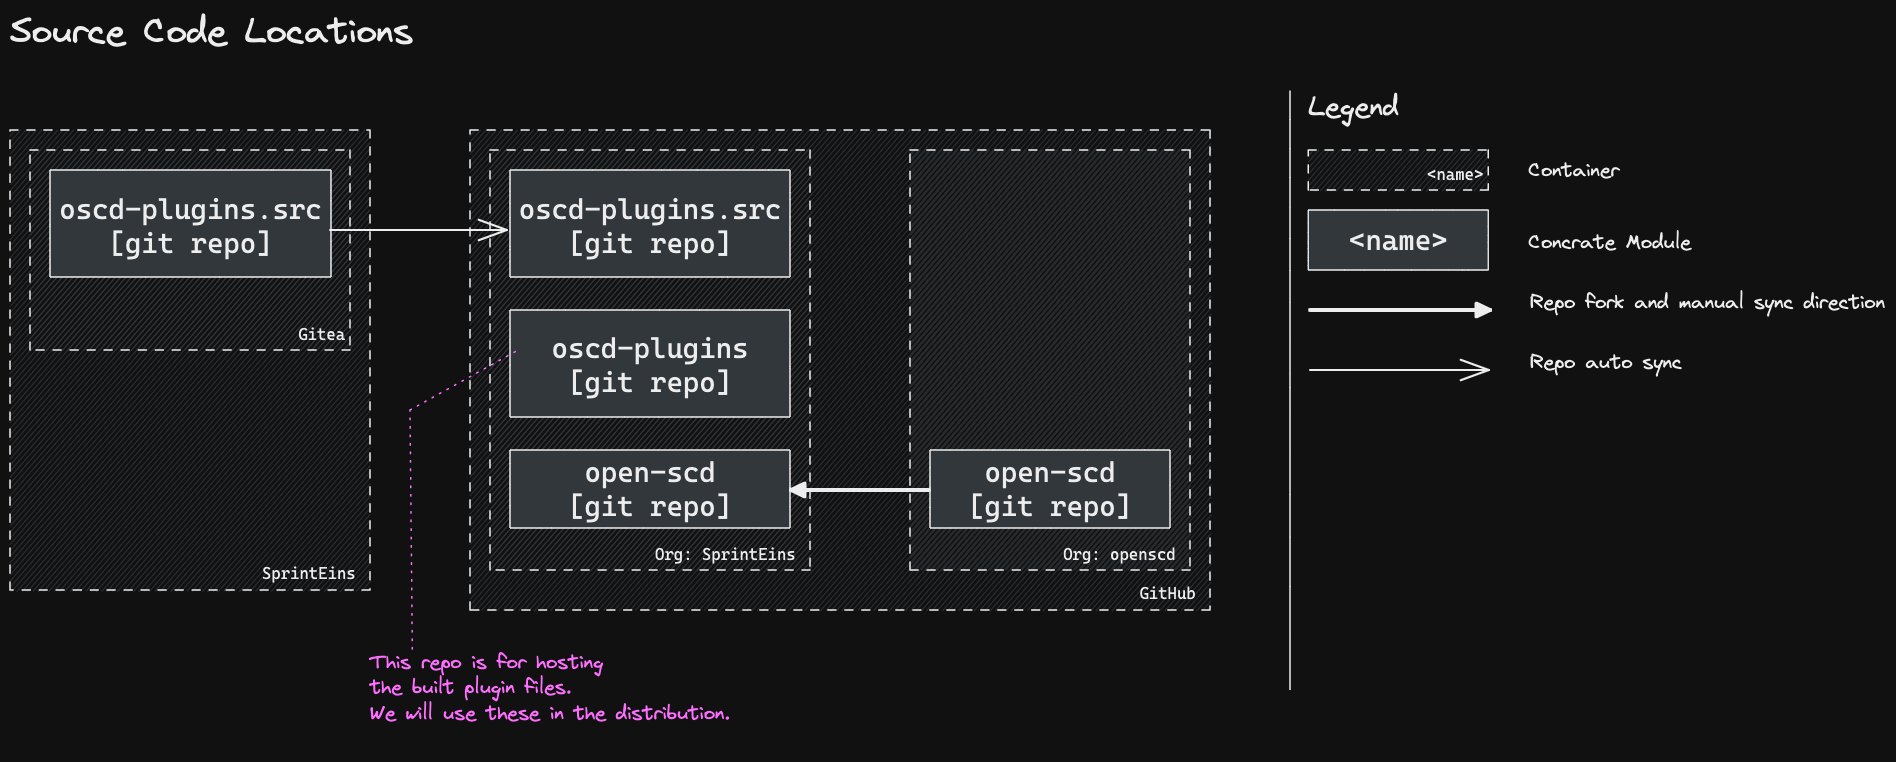 Source Code Locations
oscd-plugins.src
[git repo]
Gitea
SprintEins
oscd-plugins.src
[git repo]
oscd-plugins
[git repo]
open-scd
[git repo]
Org: SprintEins
open-scd
[git repo]
Org: openscd
GitHub
This repo is for hosting
the built plugin files.
We will use these in the distribution.
Legend
<name>
Container
<name>
Concrate Module
Repo fork and manual sync direction
Repo auto sync